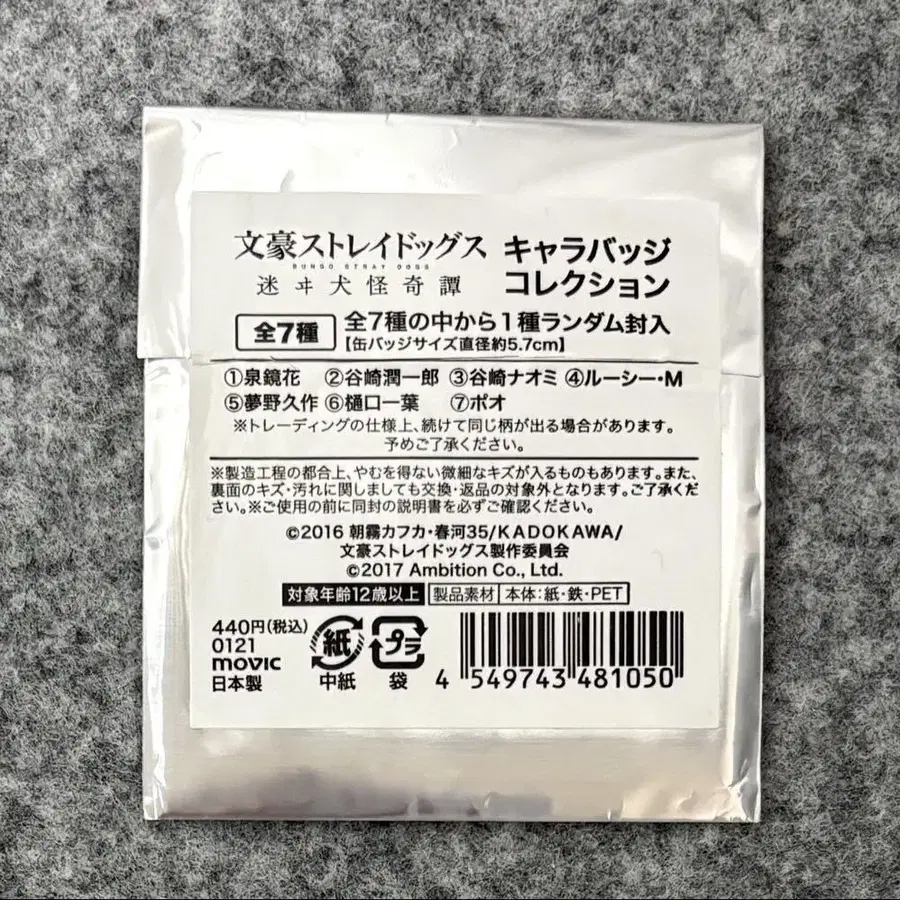 文豪ストレイドッグス
BUNGO STRAY DOGS
迷ヰ犬怪奇譚
キャラバッジ
コレクション
全7種
全7種の中から1種ランダム封入
【缶バッジサイズ直径約5.7cm】
①泉鏡花 ②谷崎潤一郎 ③谷崎ナオミ ④ルーシー・M
⑤夢野久作 ⑥樋口一葉 ⑦ポオ
※トレーディングの仕様上、続けて同じ柄が出る場合があります。
予めご了承ください。
※製造工程の都合上、やむを得ない微細なキズが入るものもあります。また、
裏面のキズ・汚れに関しましても交換・返品の対象外となります。ご了承くだ
さい。※ご使用の前に同封の説明書を必ずご確認ください。
©2016 朝霧カフカ・春河35/KADOKAWA/
文豪ストレイドッグス製作委員会
©2017 Ambition Co., Ltd.
対象年齢12歳以上 製品素材 本体:紙・鉄・PET
440円(税込)
0121
movic
日本製
紙
中紙
プラ
袋
4 549743 481050